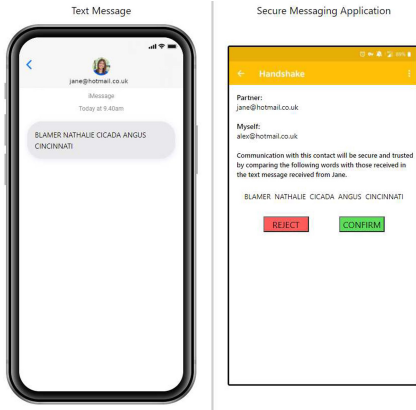 Text Message
jane@hotmail.co.uk
iMessage
Today at 9.40am
BLAMER NATHALIE CICADA ANGUS
CINCINNATI
Secure Messaging Application
Handshake
Partner:
jane@hotmail.co.uk
Myself:
alex@hotmail.co.uk
Communication with this contact will be secure and trusted
by comparing the following words with those received in
the text message received from Jane.
BLAMER NATHALIE CICADA ANGUS CINCINNATI
REJECT
CONFIRM